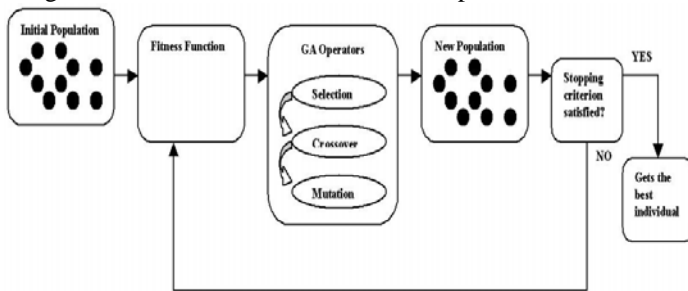 Initial Population
Fitness Function
GA Operators
Selection
Crossover
Mutation
New Population
Stopping
criterion
satisfied?
YES
NO
Gets the
best
individual